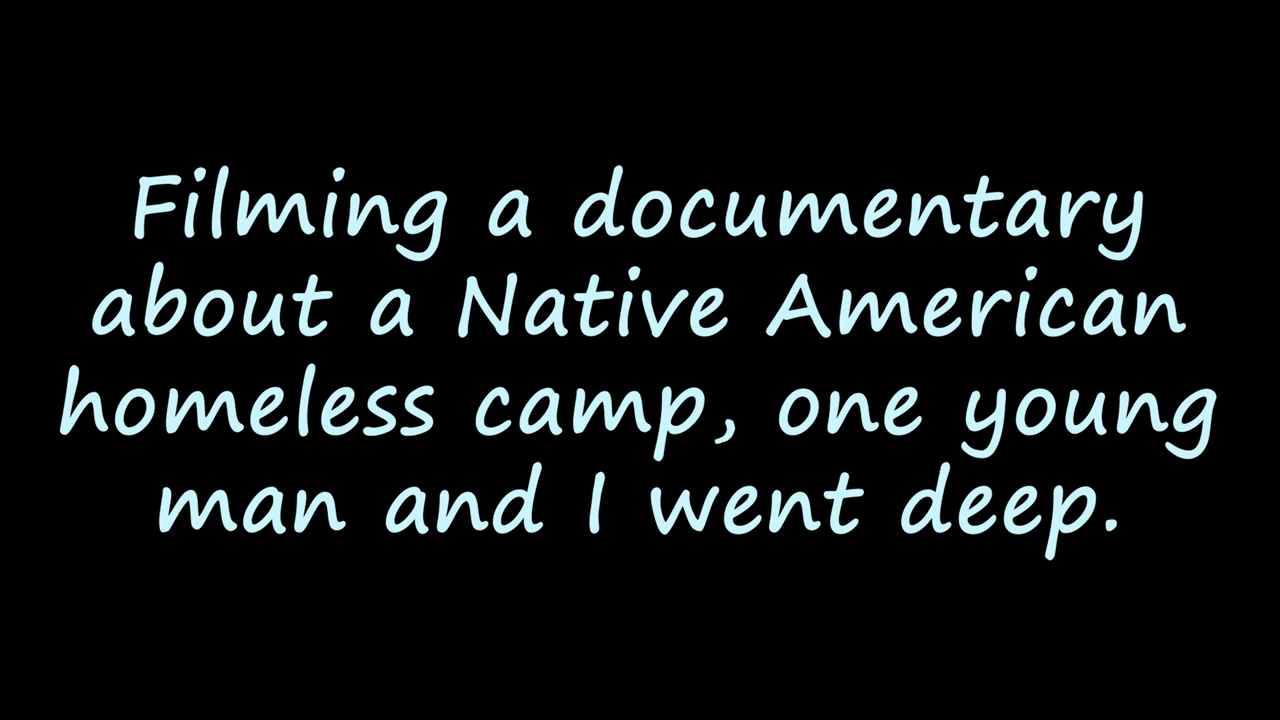 Filming a documentary
about a Native American
homeless camp, one young
man and I went deep.